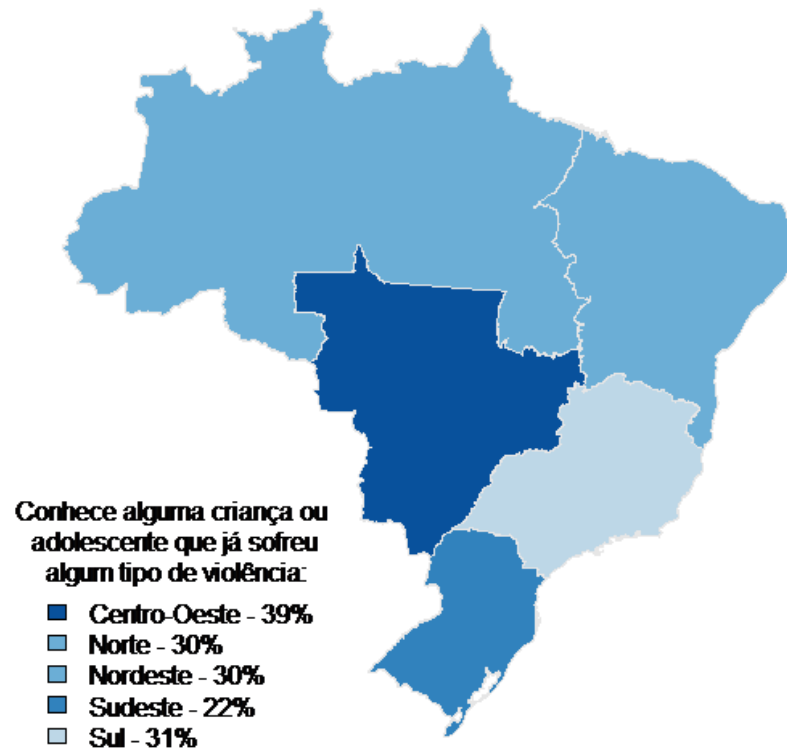 Conhece alguma criança ou
adolescente que já sofreu
algum tipo de violência:
Centro-Oeste - 39%
Norte - 30%
Nordeste - 30%
Sudeste - 22%
Sul - 31%